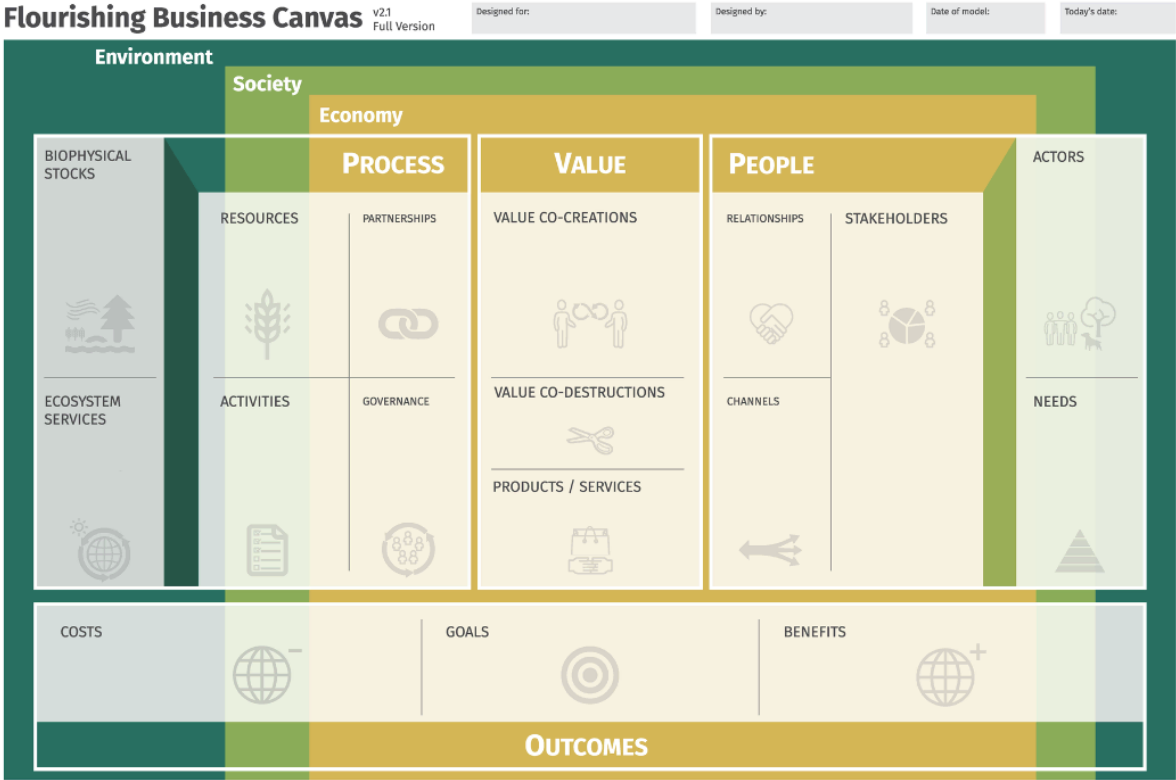 Flourishing Business Canvas
v2.1
Full Version
Designed for:
Designed by:
Date of model:
Today's date:
Environment
Society
Economy
BIOPHYSICAL
STOCKS
PROCESS
VALUE
PEOPLE
ACTORS
RESOURCES
PARTNERSHIPS
VALUE CO-CREATIONS
RELATIONSHIPS
STAKEHOLDERS
ECOSYSTEM
SERVICES
ACTIVITIES
GOVERNANCE
VALUE CO-DESTRUCTIONS
CHANNELS
NEEDS
PRODUCTS / SERVICES
COSTS
GOALS
BENEFITS
OUTCOMES